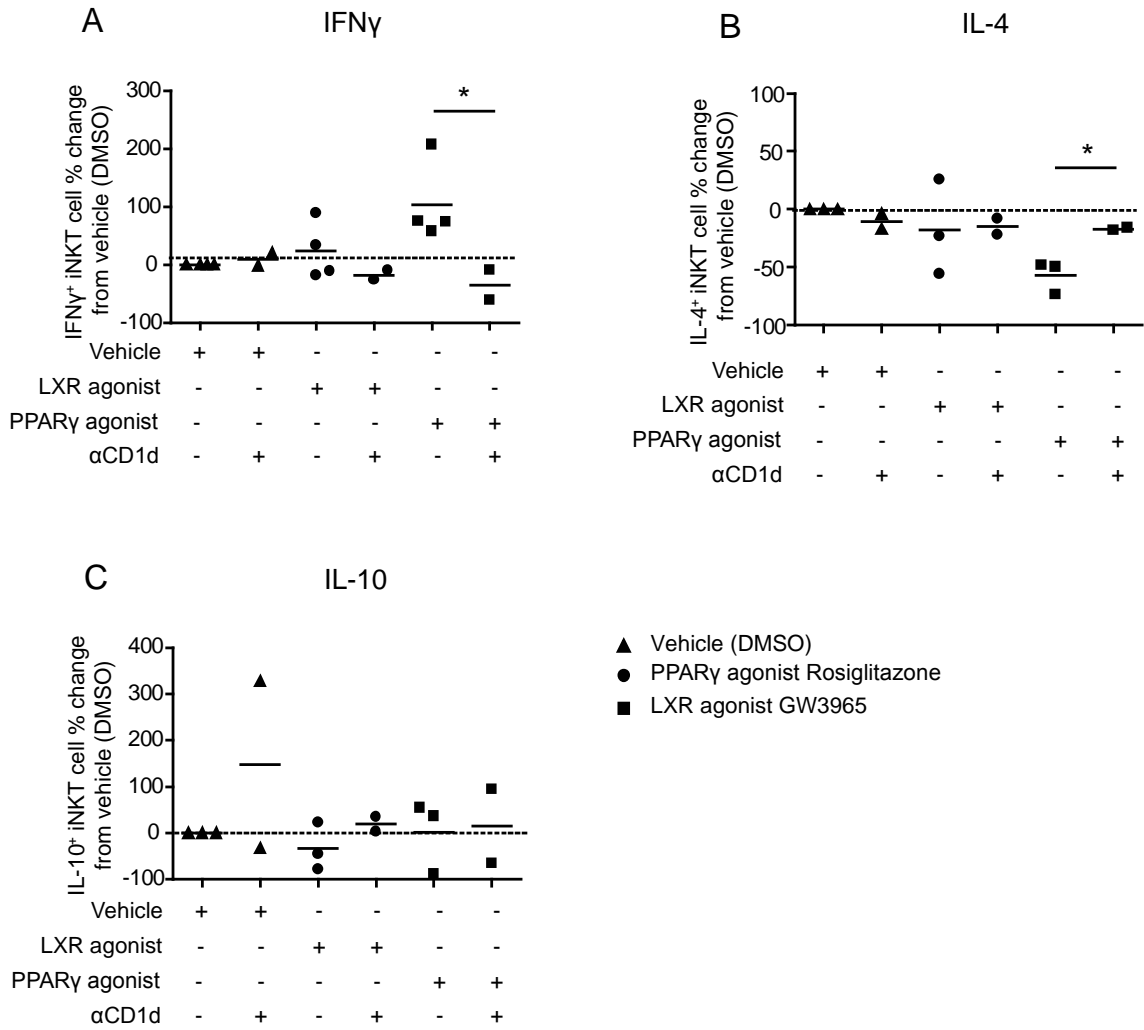 A
IFNγ
IFNγ+ iNKT cell % change
from vehicle (DMSO)
300
200
100
0
-100
*
Vehicle + + - - - -
LXR agonist - - + + - -
PPARγ agonist - - - - + +
αCD1d - + - + - +
B
IL-4
IL-4+ iNKT cell % change
from vehicle (DMSO)
100
50
0
-50
-100
*
Vehicle + + - - - -
LXR agonist - - + + - -
PPARγ agonist - - - - + +
αCD1d - + - + - +
C
IL-10
IL-10+ iNKT cell % change
from vehicle (DMSO)
400
300
200
100
0
-100
Vehicle + + - - - -
LXR agonist - - + + - -
PPARγ agonist - - - - + +
αCD1d - + - + - +
Vehicle (DMSO)
PPARγ agonist Rosiglitazone
LXR agonist GW3965